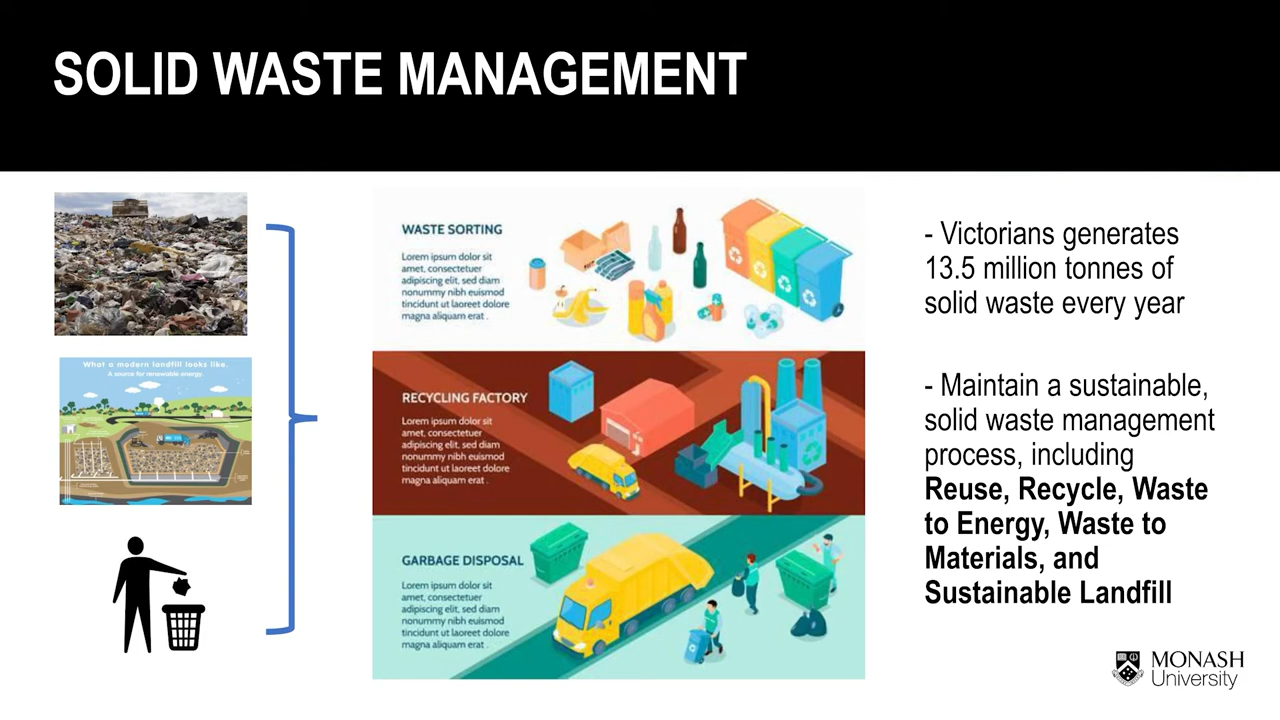 SOLID WASTE MANAGEMENT
What a modern landfill looks like.
A source for renewable energy.
WASTE SORTING
Lorem ipsum dolor sit
amet, consectetuer
adipiscing elit, sed diam
nonummy nibh euismod
tincidunt ut laoreet dolore
magna aliquam erat .
RECYCLING FACTORY
Lorem ipsum dolor sit
amet, consectetuer
adipiscing elit, sed diam
nonummy nibh euismod
tincidunt ut laoreet dolore
magna aliquam erat .
GARBAGE DISPOSAL
Lorem ipsum dolor sit
amet, consectetuer
adipiscing elit, sed diam
nonummy nibh euismod
tincidunt ut laoreet dolore
magna aliquam erat .
- Victorians generates
13.5 million tonnes of
solid waste every year
- Maintain a sustainable,
solid waste management
process, including
Reuse, Recycle, Waste
to Energy, Waste to
Materials, and
Sustainable Landfill
MONASH
University